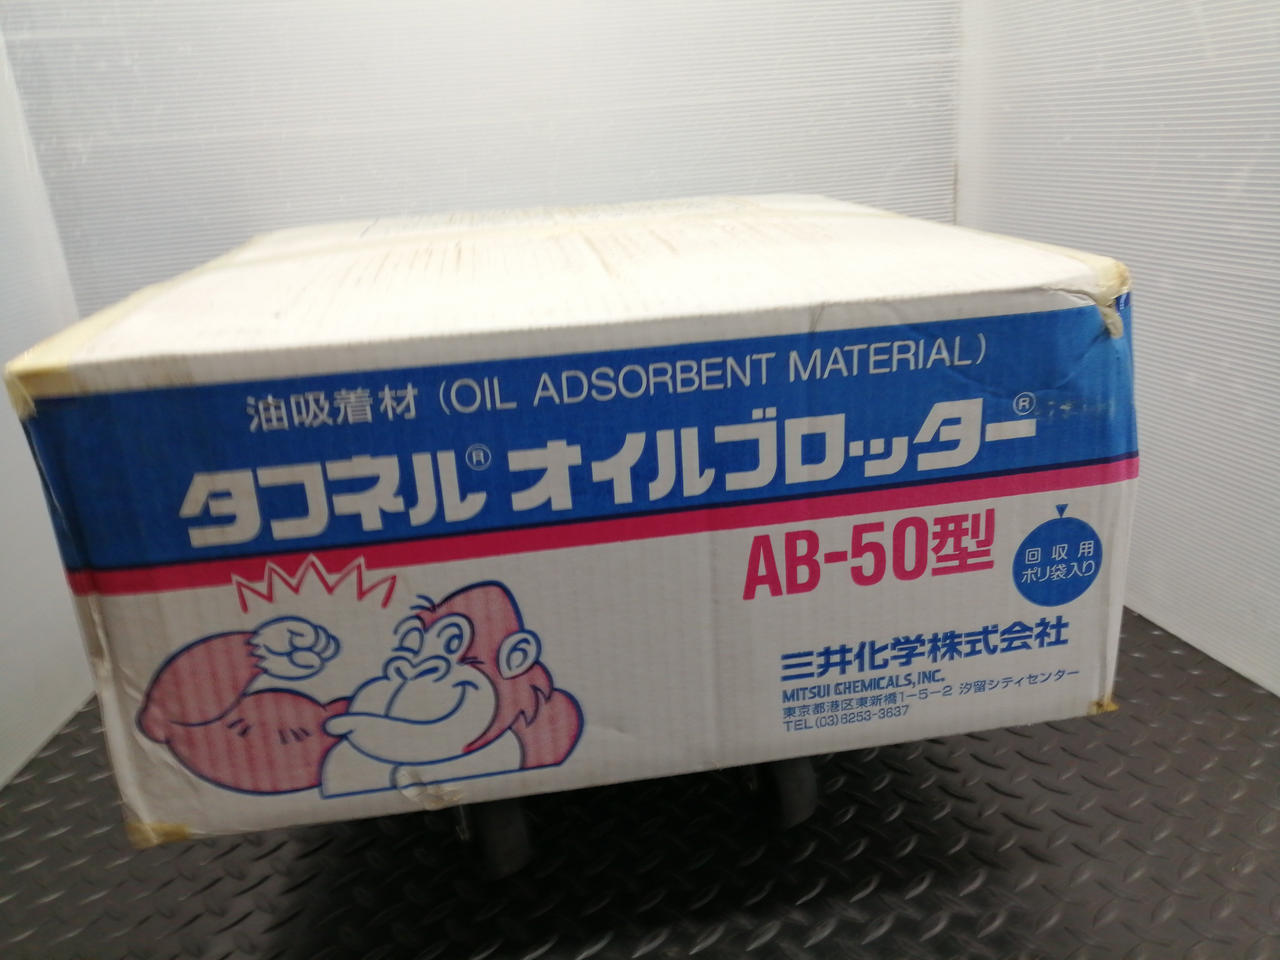 油吸着材 (OIL ADSORBENT MATERIAL)
タフネル® オイルブロッター®
AB-50型
回収用
ポリ袋入り
三井化学株式会社
MITSUI CHEMICALS, INC.
東京都港区東新橋1-5-2 汐留シティセンター
TEL (03) 6253-3637